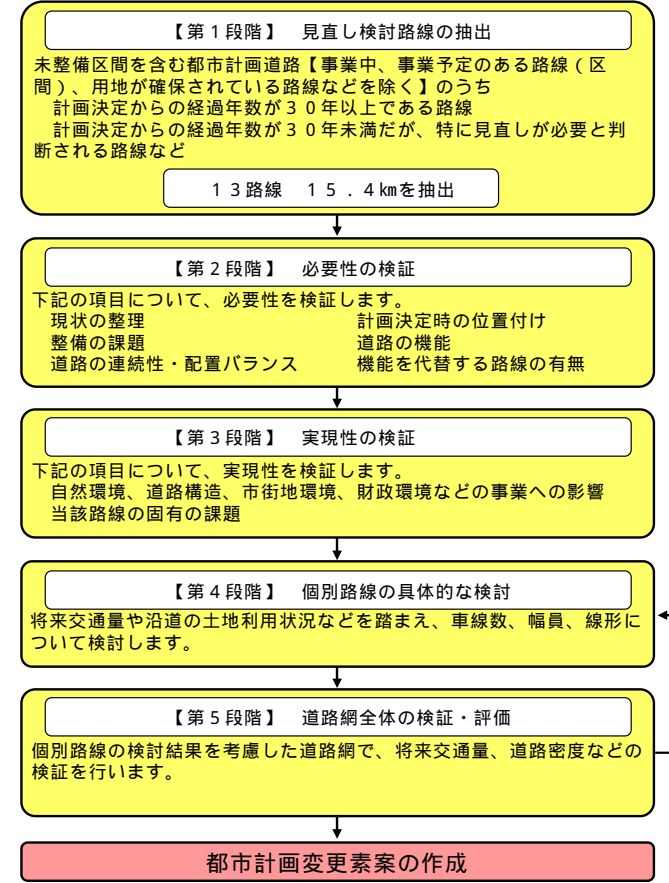 【第1段階】　見直し検討路線の抽出
未整備区間を含む都市計画道路【事業中、事業予定のある路線（区
間）、用地が確保されている路線などを除く】のうち
計画決定からの経過年数が３０年以上である路線
計画決定からの経過年数が３０年未満だが、特に見直しが必要と判
断される路線など
１３路線　１５．４㎞を抽出
【第2段階】　必要性の検証
下記の項目について、必要性を検証します。
現状の整理　計画決定時の位置付け
整備の課題　道路の機能
道路の連続性・配置バランス　機能を代替する路線の有無
【第3段階】　実現性の検証
下記の項目について、実現性を検証します。
自然環境、道路構造、市街地環境、財政環境などの事業への影響
当該路線の固有の課題
【第4段階】　個別路線の具体的な検討
将来交通量や沿道の土地利用状況などを踏まえ、車線数、幅員、線形に
ついて検討します。
【第5段階】　道路網全体の検証・評価
個別路線の検討結果を考慮した道路網で、将来交通量、道路密度などの
検証を行います。
都市計画変更素案の作成